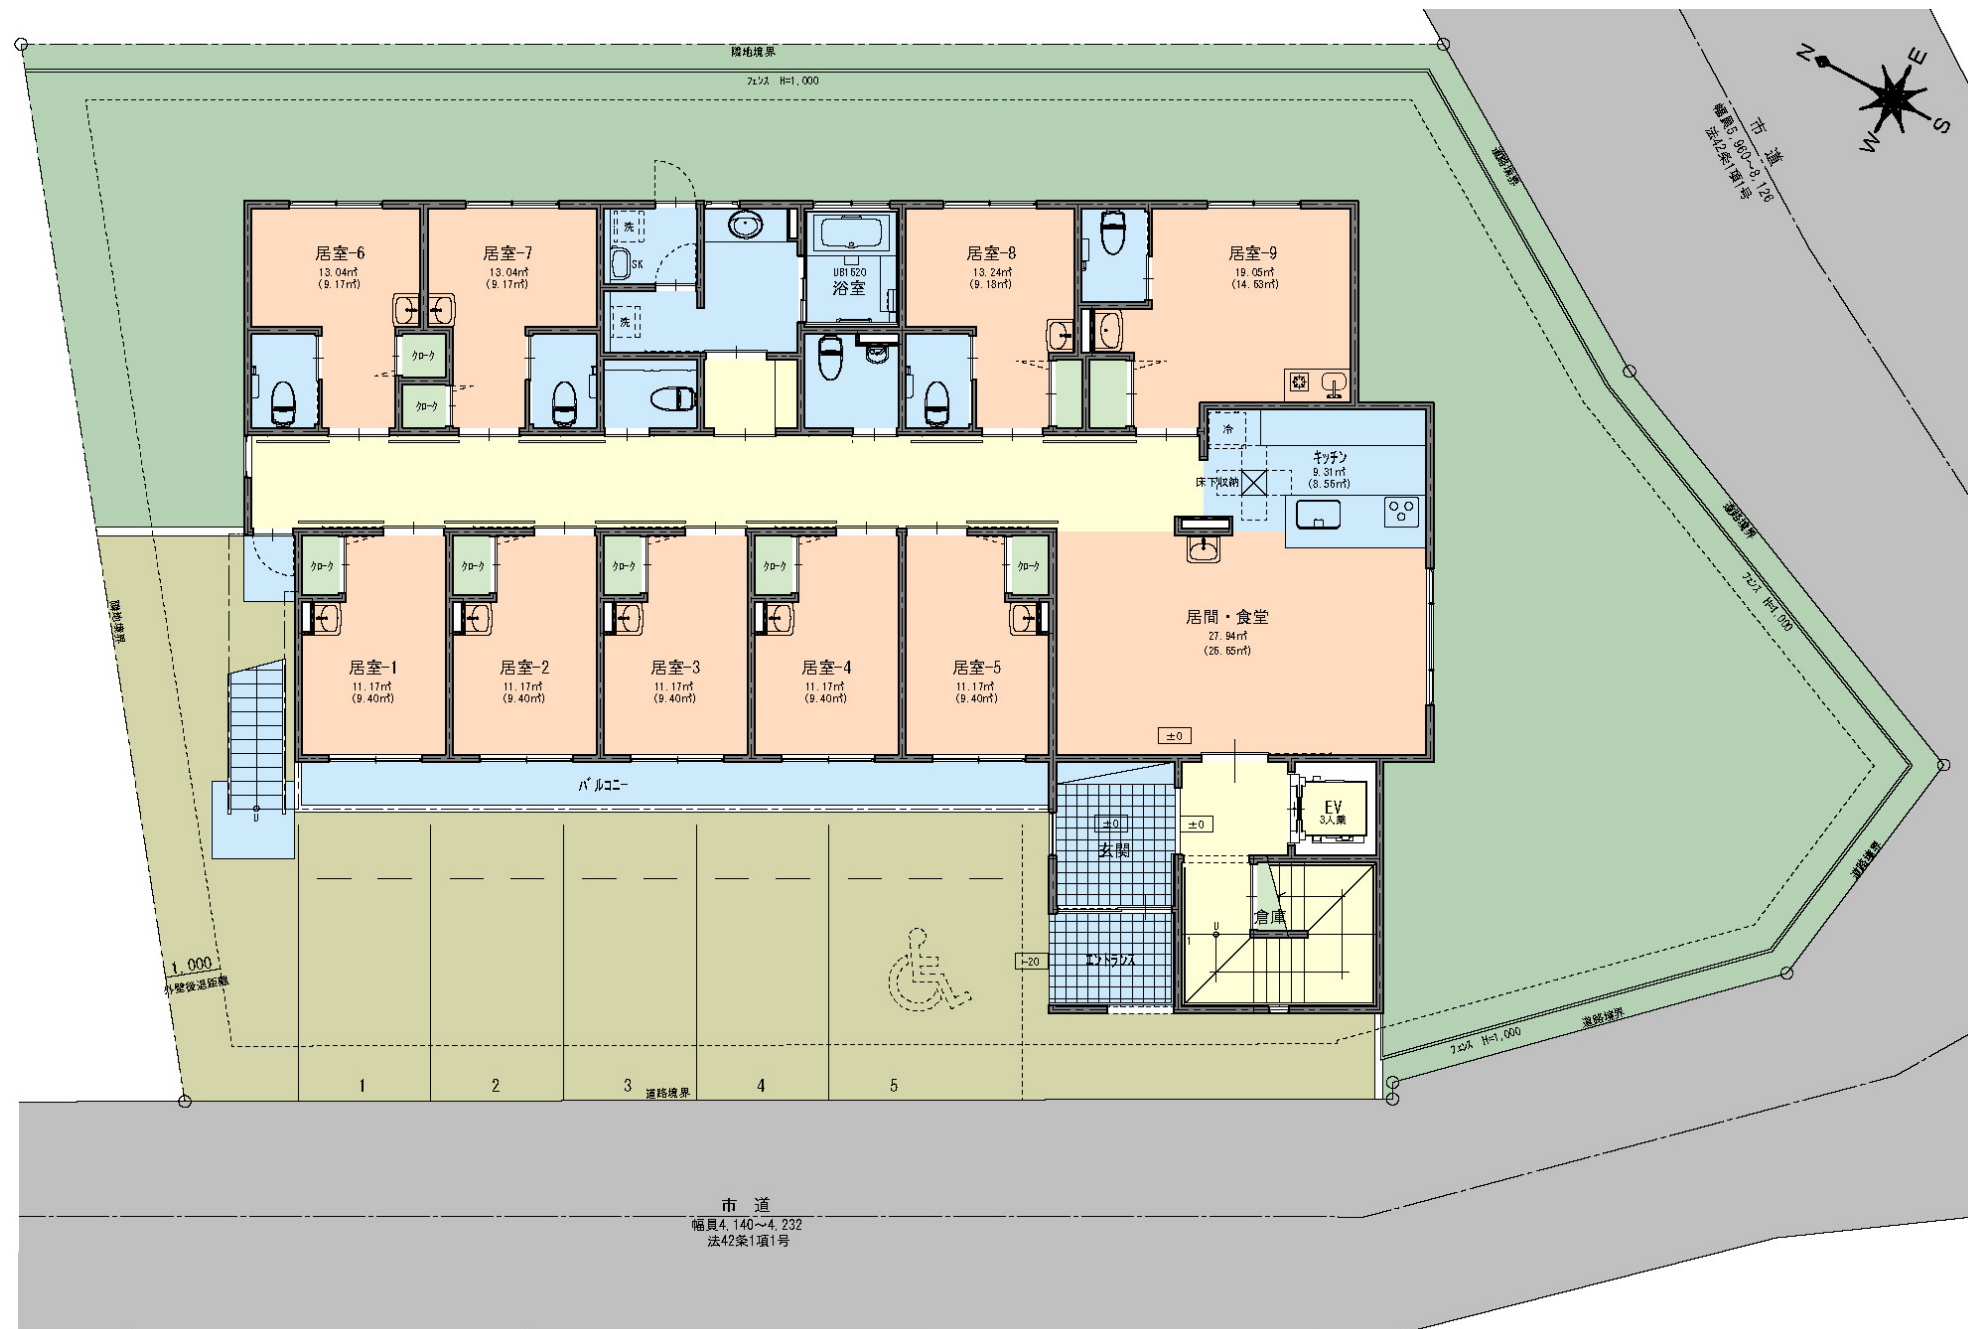 隣地境界
フェンス H=1,000
N
E
S
W
市 道
幅員5,960～8,126
法42条1項1号
道路境界
居室-6
13.04㎡
(9.17㎡)
居室-7
13.04㎡
(9.17㎡)
洗
SK
洗
UB1620
浴室
居室-8
13.24㎡
(9.18㎡)
居室-9
19.05㎡
(14.53㎡)
クローク
クローク
冷
キッチン
9.31㎡
(8.56㎡)
床下収納
道路境界
フェンス H=1,000
クローク
クローク
クローク
クローク
クローク
居室-1
11.17㎡
(9.40㎡)
居室-2
11.17㎡
(9.40㎡)
居室-3
11.17㎡
(9.40㎡)
居室-4
11.17㎡
(9.40㎡)
居室-5
11.17㎡
(9.40㎡)
居間・食堂
27.94㎡
(26.65㎡)
±0
隣地境界
バルコニー
U
±0
玄関
±0
EV
3人乗
倉庫
U
1
エントランス
-20
1,000
外壁後退距離
道路境界
フェンス H=1,000
道路境界
1
2
3
4
5
道路境界
市 道
幅員4,140～4,232
法42条1項1号